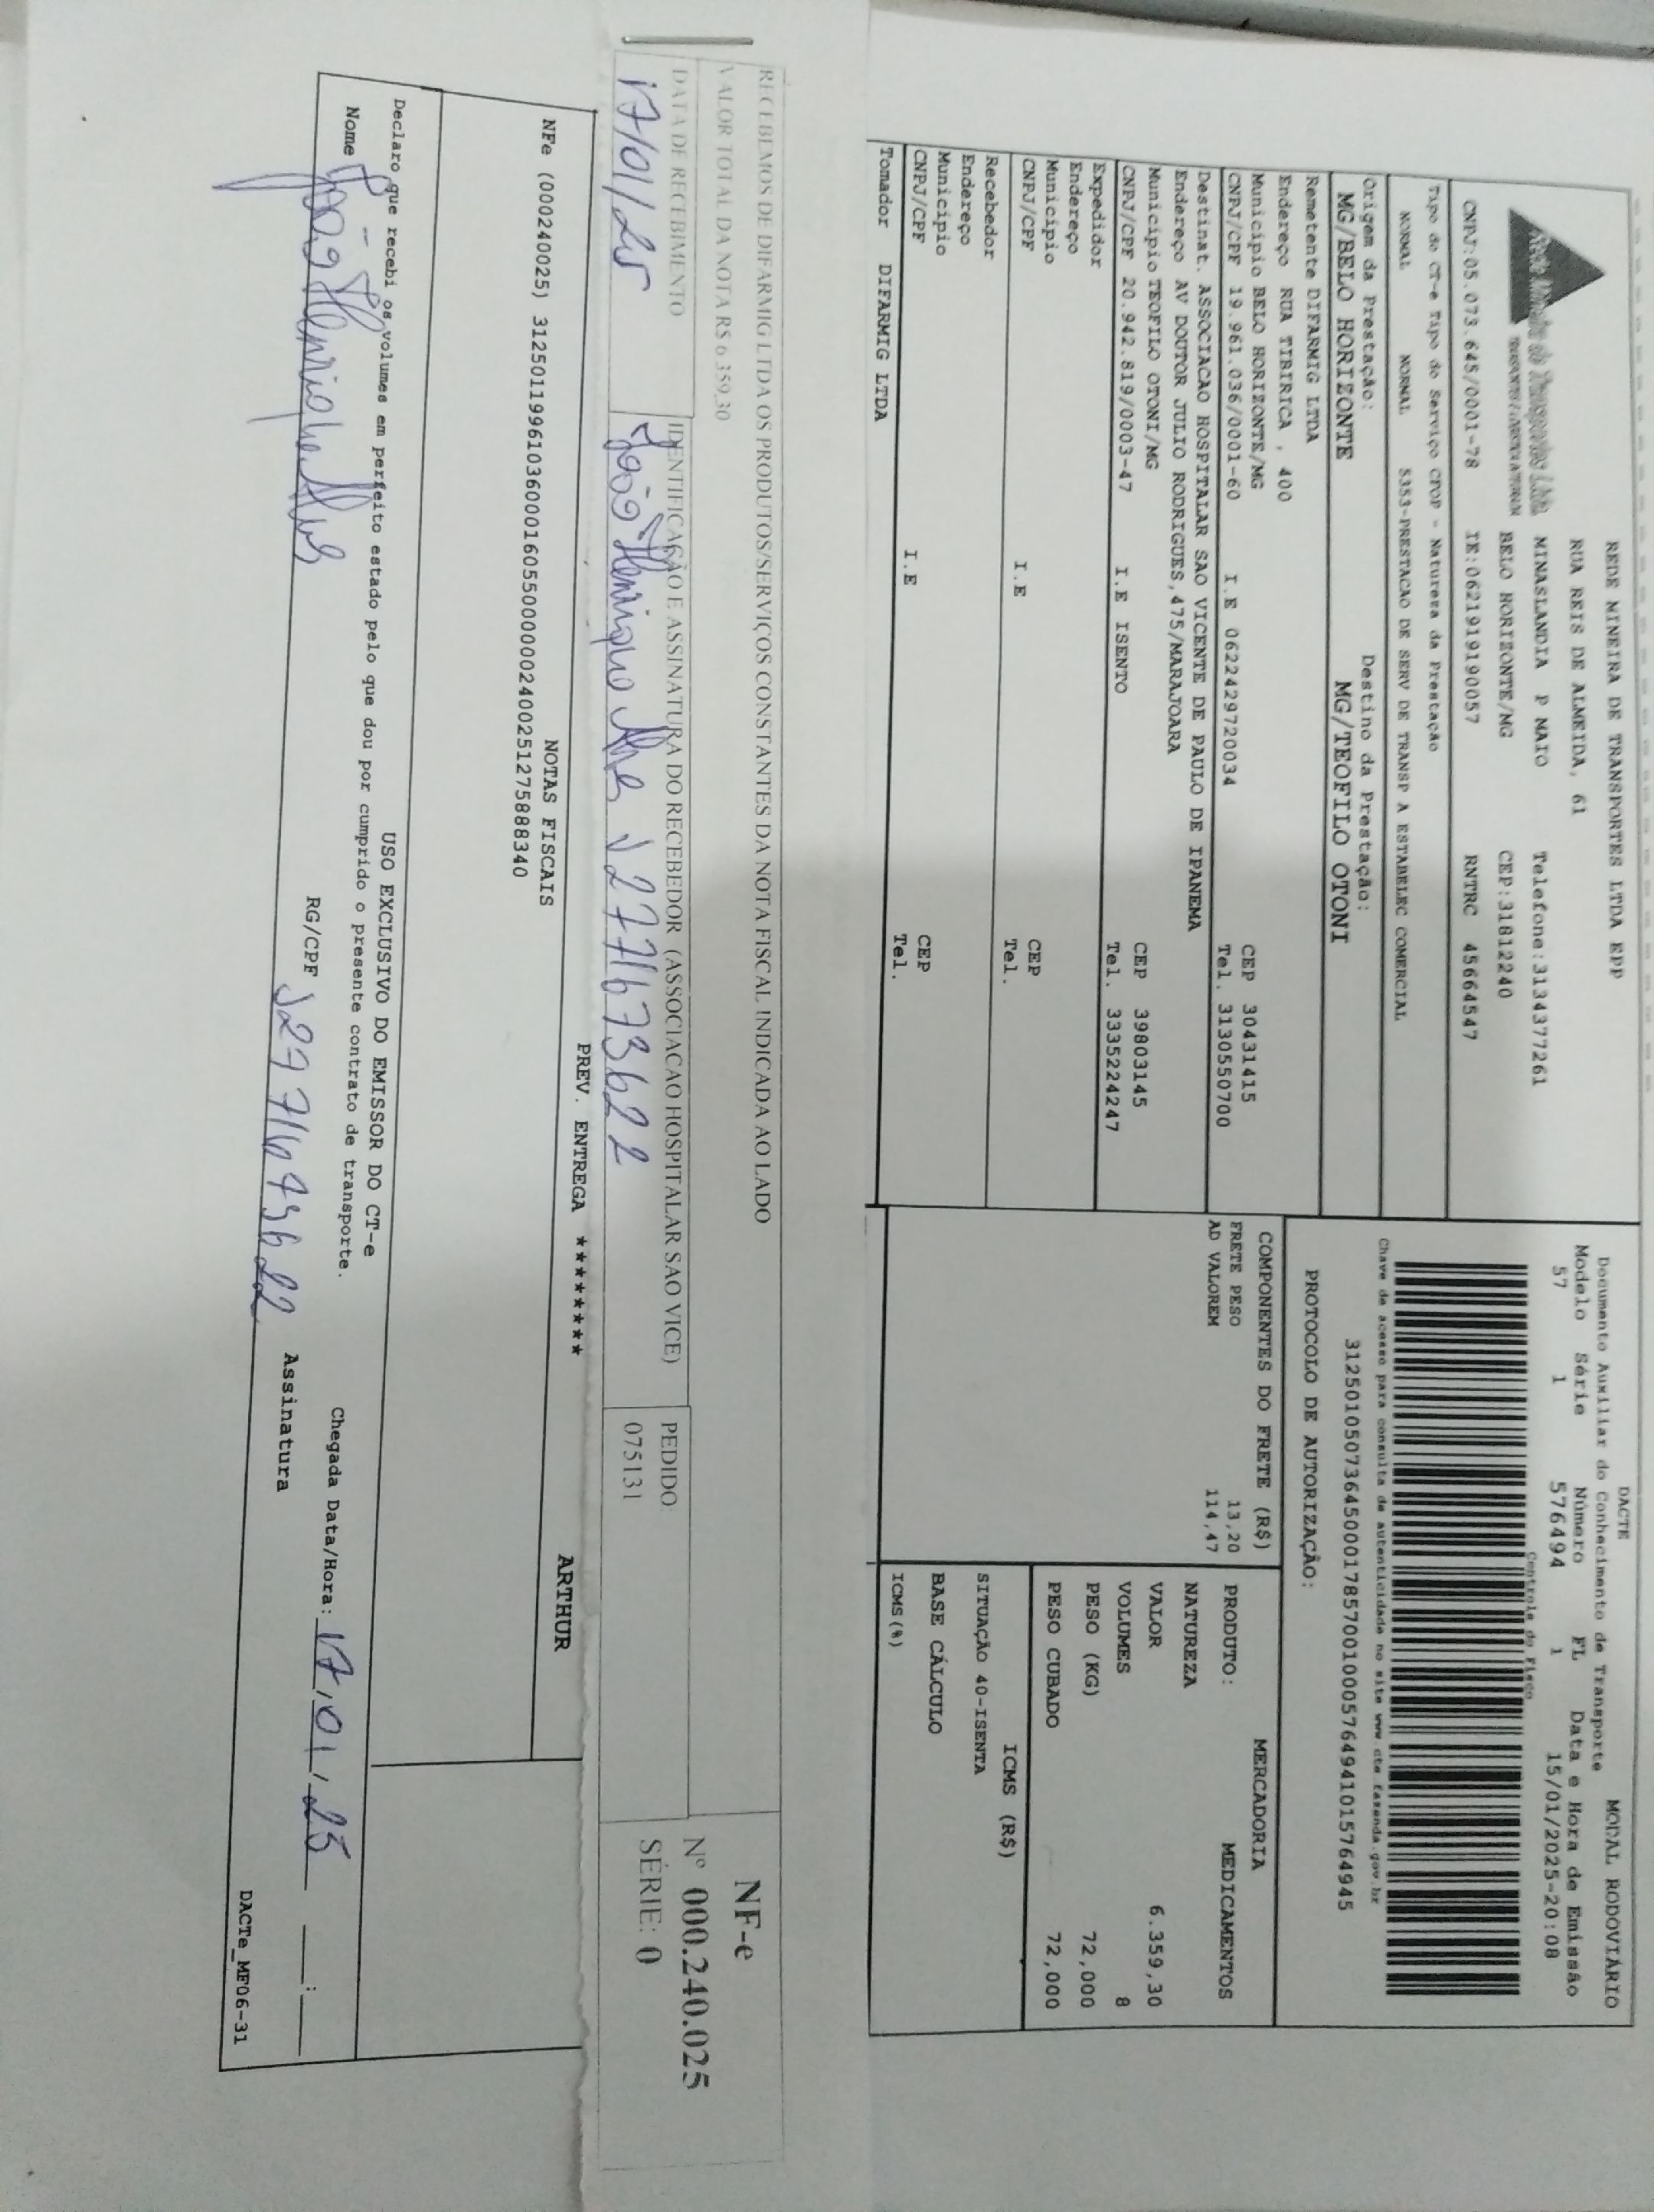 REDE MINEIRA DE TRANSPORTES LTDA EPP
RUA REIS DE ALMEIDA, 61
MINASLANDIA P MAIO Telefone:3134377261
BELO HORIZONTE/MG CEP:31812240
CNPJ:05.073.645/0001-78 IE:0621919190057 RNTRC 45664547
Tipo do CT-e Tipo do Serviço CFOP - Natureza da Prestação
NORMAL NORMAL 5353-PRESTACAO DE SERV DE TRANSP A ESTABELEC COMERCIAL
Origem da Prestação: Destino da Prestação:
MG/BELO HORIZONTE MG/TEOFILO OTONI
Remetente DIFARMIG LTDA
Endereço RUA TIBIRICA , 400
Município BELO HORIZONTE/MG CEP 30431415
CNPJ/CPF 19.961.036/0001-60 I.E 0622429720034 Tel. 3130550700
Destinat. ASSOCIACAO HOSPITALAR SAO VICENTE DE PAULO DE IPANEMA
Endereço AV DOUTOR JULIO RODRIGUES,475/MARAJOARA
Município TEOFILO OTONI/MG CEP 39803145
CNPJ/CPF 20.942.819/0003-47 I.E ISENTO Tel. 3335224247
Expedidor
Endereço
Município CEP
CNPJ/CPF I.E Tel.
Recebedor
Endereço
Município CEP
CNPJ/CPF I.E Tel.
Tomador DIFARMIG LTDA
DACTE MODAL RODOVIÁRIO
Documento Auxiliar do Conhecimento de Transporte
Modelo Série Número FL Data e Hora de Emissão
57 1 576494 1 15/01/2025-20:08
Controle do Fisco
Chave de acesso para consulta de autenticidade no site www.cte.fazenda.gov.br
31250105073645000178570010005764941015764945
PROTOCOLO DE AUTORIZAÇÃO:
COMPONENTES DO FRETE (R$)
FRETE PESO 13,20
AD VALOREM 114,47
MERCADORIA
PRODUTO: MEDICAMENTOS
NATUREZA
VALOR 6.359,30
VOLUMES 8
PESO (KG) 72,000
PESO CUBADO 72,000
ICMS (R$)
SITUAÇÃO 40-ISENTA
BASE CÁLCULO
ICMS(%)
RECEBEMOS DE DIFARMIG LTDA OS PRODUTOS/SERVIÇOS CONSTANTES DA NOTA FISCAL INDICADA AO LADO
VALOR TOTAL DA NOTA R$ 6.359,30
DATA DE RECEBIMENTO IDENTIFICAÇÃO E ASSINATURA DO RECEBEDOR (ASSOCIACAO HOSPITALAR SAO VICE) PEDIDO:
17/01/25 João Henrique 075131
NF-e
Nº 000.240.025
SÉRIE: 0
PREV. ENTREGA ******** ARTHUR
NOTAS FISCAIS
NFe (000240025) 31250119961036000160550000002400251275888340
USO EXCLUSIVO DO EMISSOR DO CT-e
Declaro que recebi os volumes em perfeito estado pelo que dou por cumprido o presente contrato de transporte.
Chegada Data/Hora: 17/01/25 :
Nome João Henrique RG/CPF Assinatura
DACTe_MF06-31